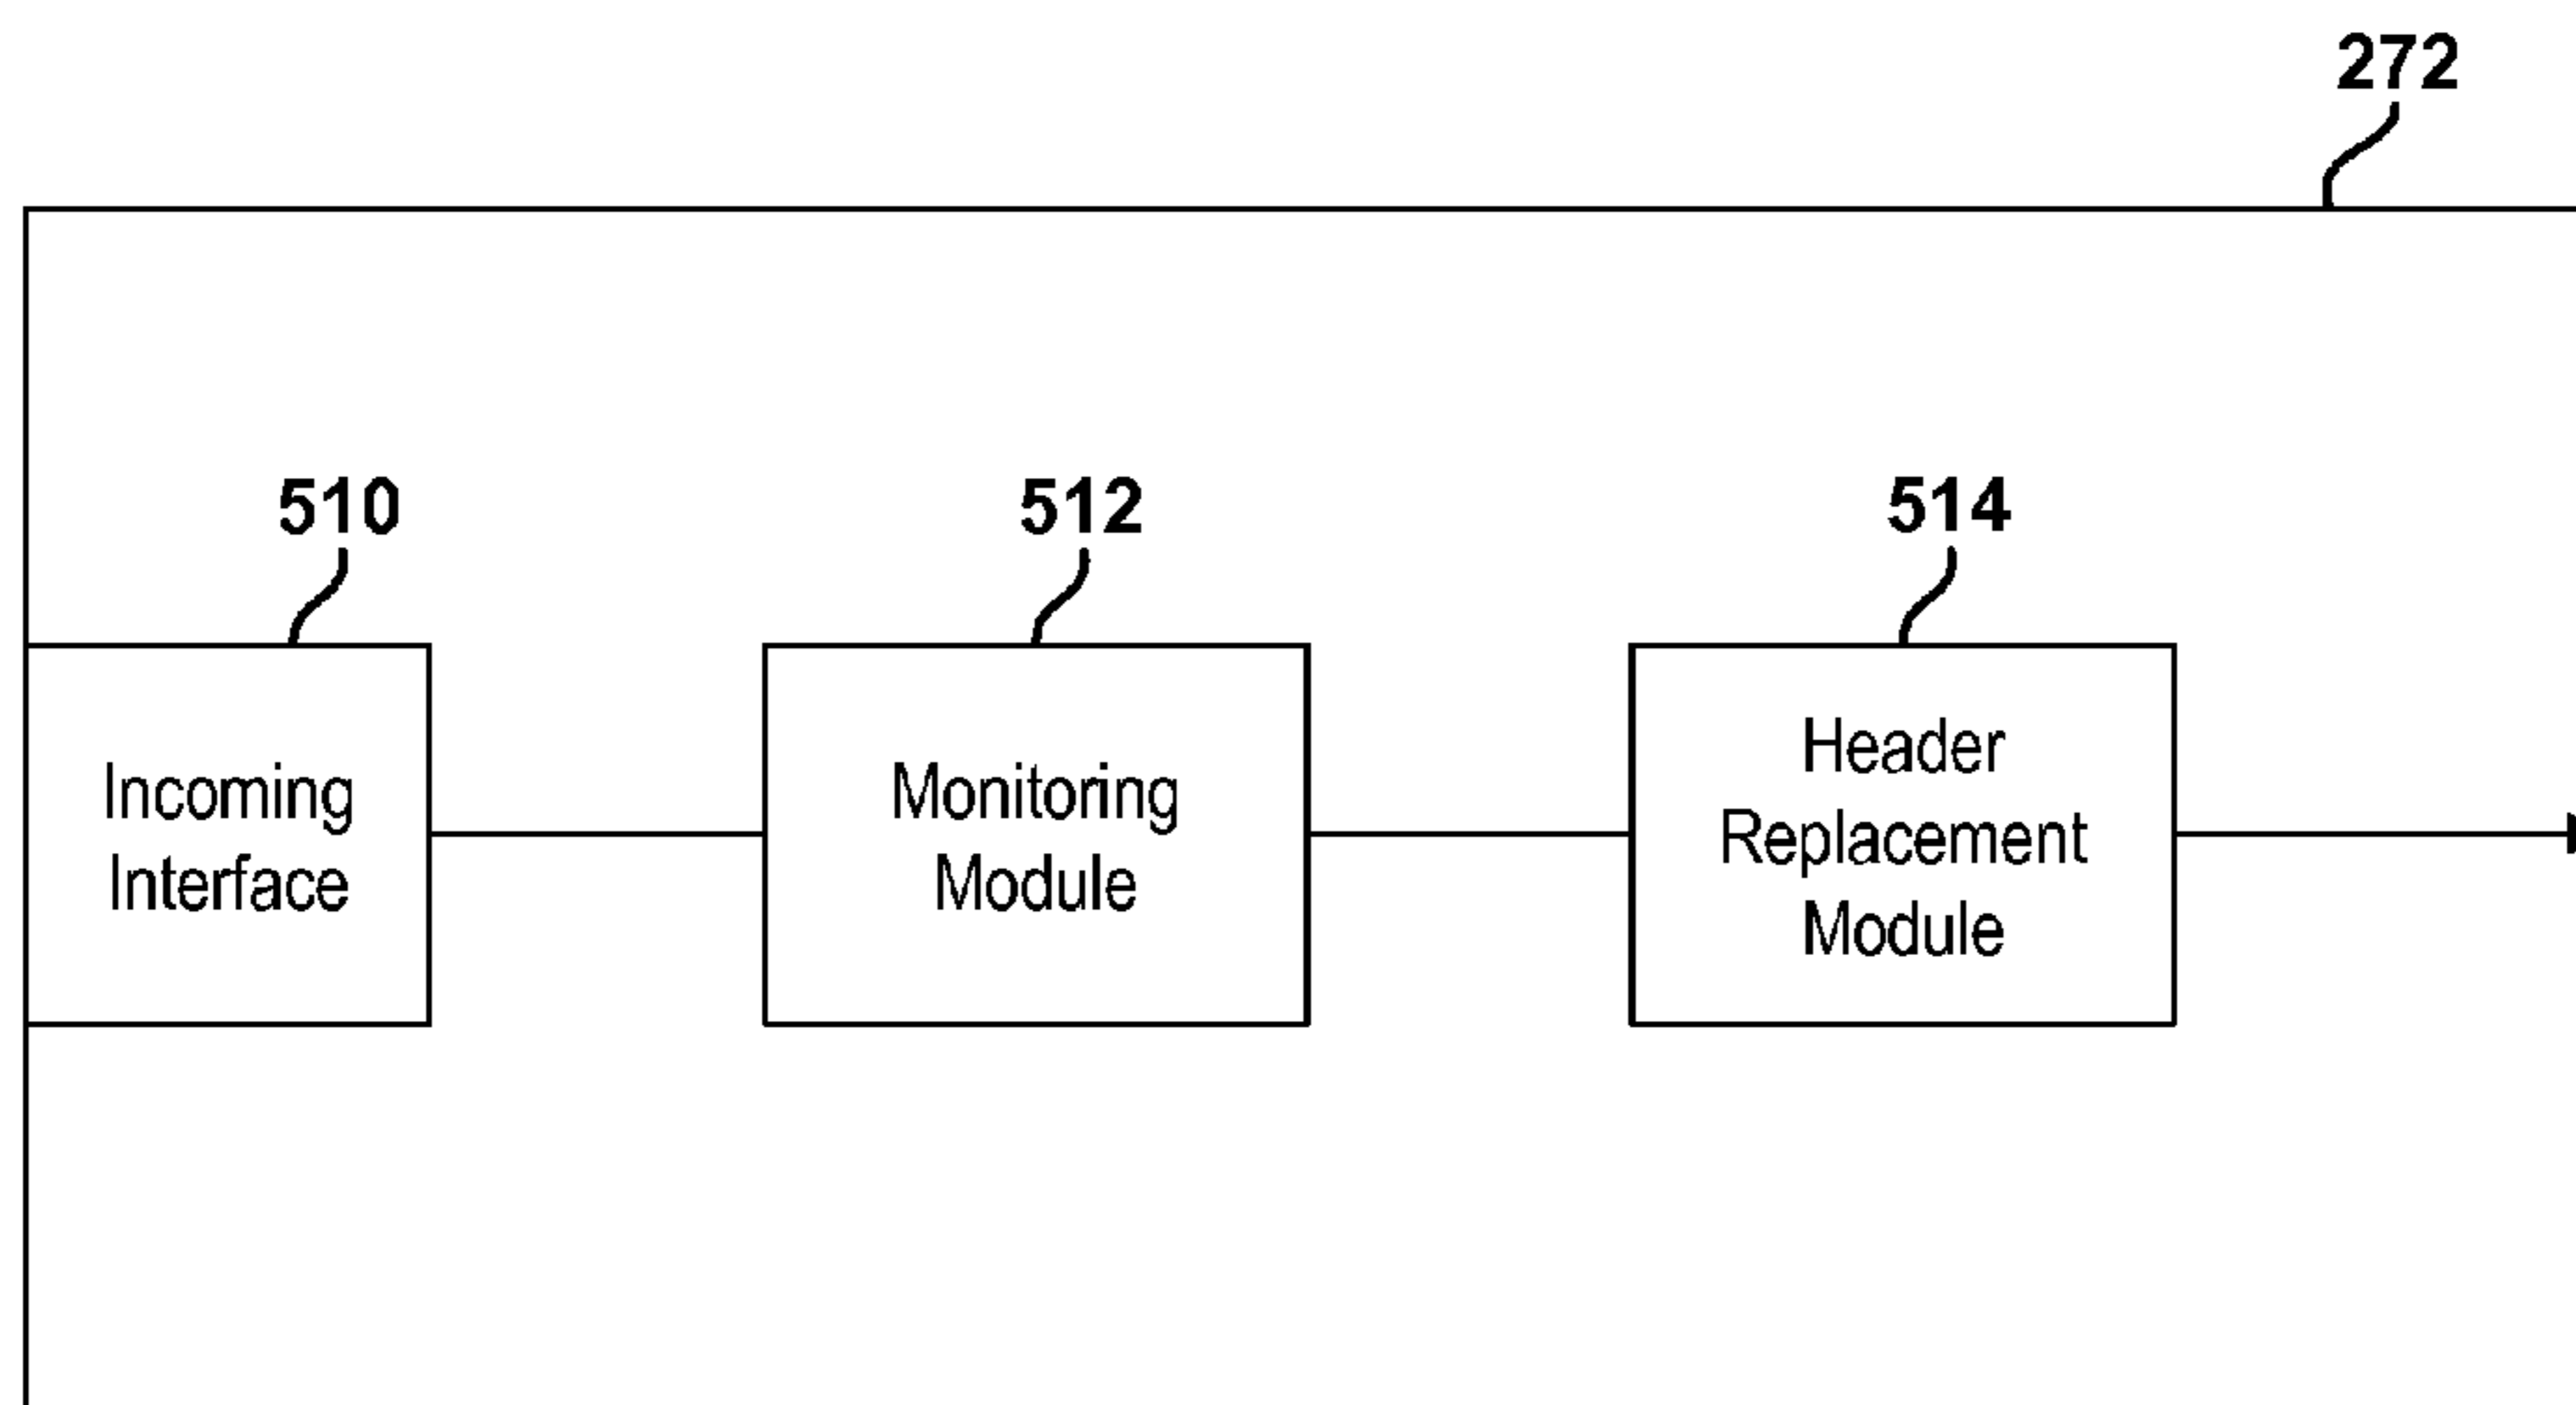 272
510
512
514
Incoming
Interface
Monitoring
Module
Header
Replacement
Module